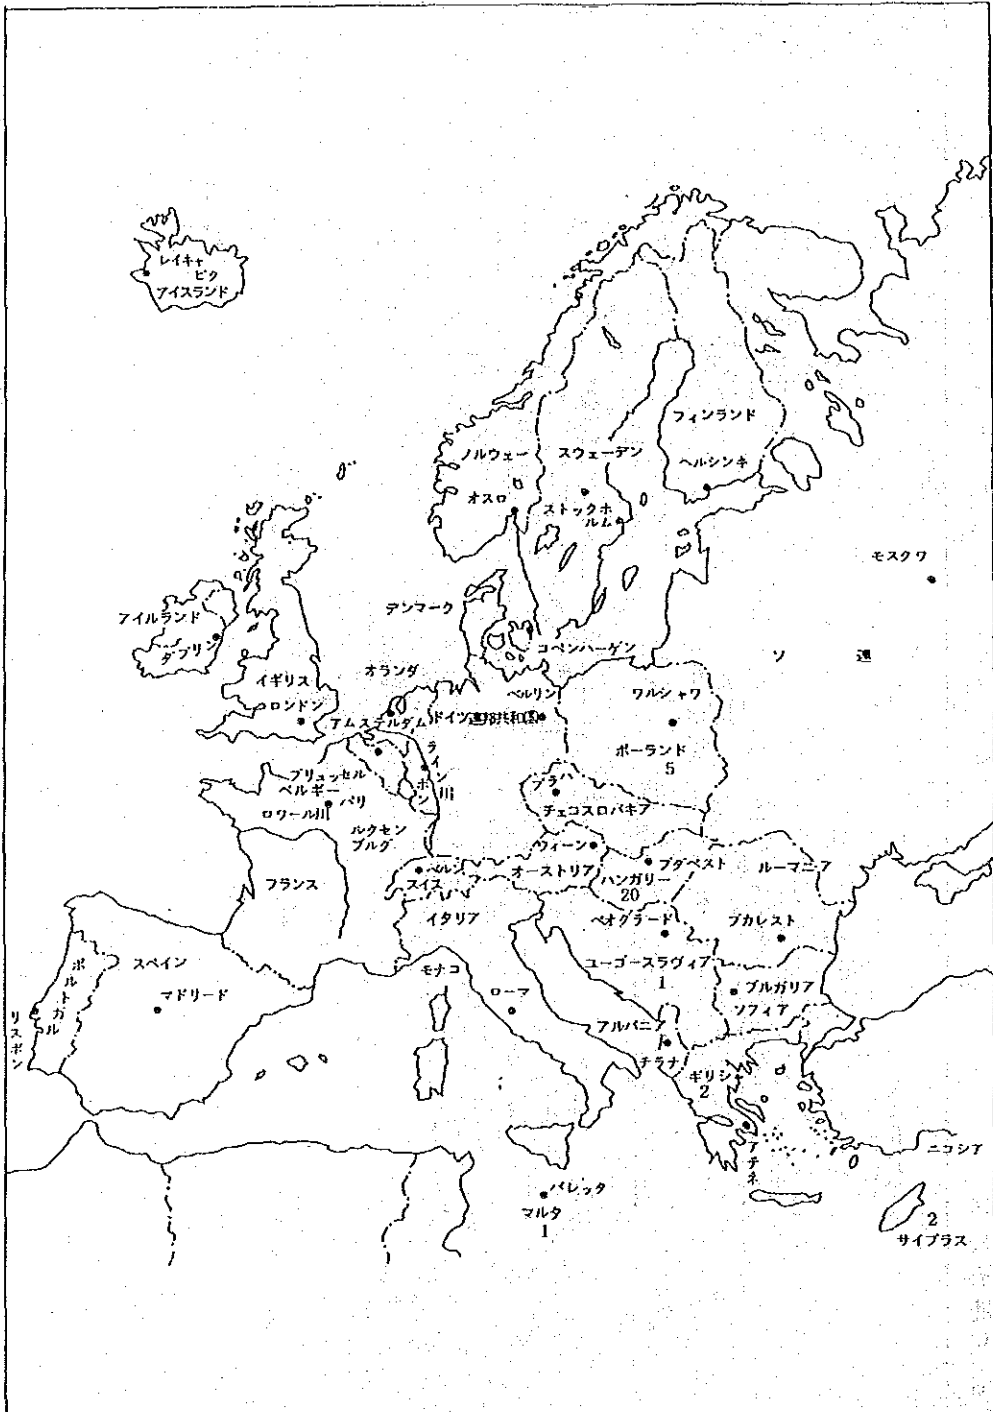 レイキャ
ビク
アイスランド
フィンランド
ノルウェー
スウェーデン
ヘルシンキ
オスロ
ストックホ
ルム
モスクワ
デンマーク
アイルランド
ダブリン
コペンハーゲン
ソ連
オランダ
イギリス
ベルリン
ワルシャワ
ロンドン
アムステルダム
ドイツ連邦共和国
ポーランド
5
ライン川
ボン
ブリュッセル
ベルギー
プラハ
パリ
ロワール川
チェコスロバキア
ルクセン
ブルグ
ウィーン
ブダペスト
ルーマニア
ベルン
スイス
オーストリア
ハンガリー
20
フランス
イタリア
ベオグラード
ブカレスト
スペイン
ポルトガル
リスボン
マドリード
モナコ
ユーゴースラヴィア
1
ブルガリア
ソフィア
ローマ
アルバニア
チラナ
ギリシャ
2
アテネ
ニコシア
バレッタ
マルタ
1
2
サイプラス